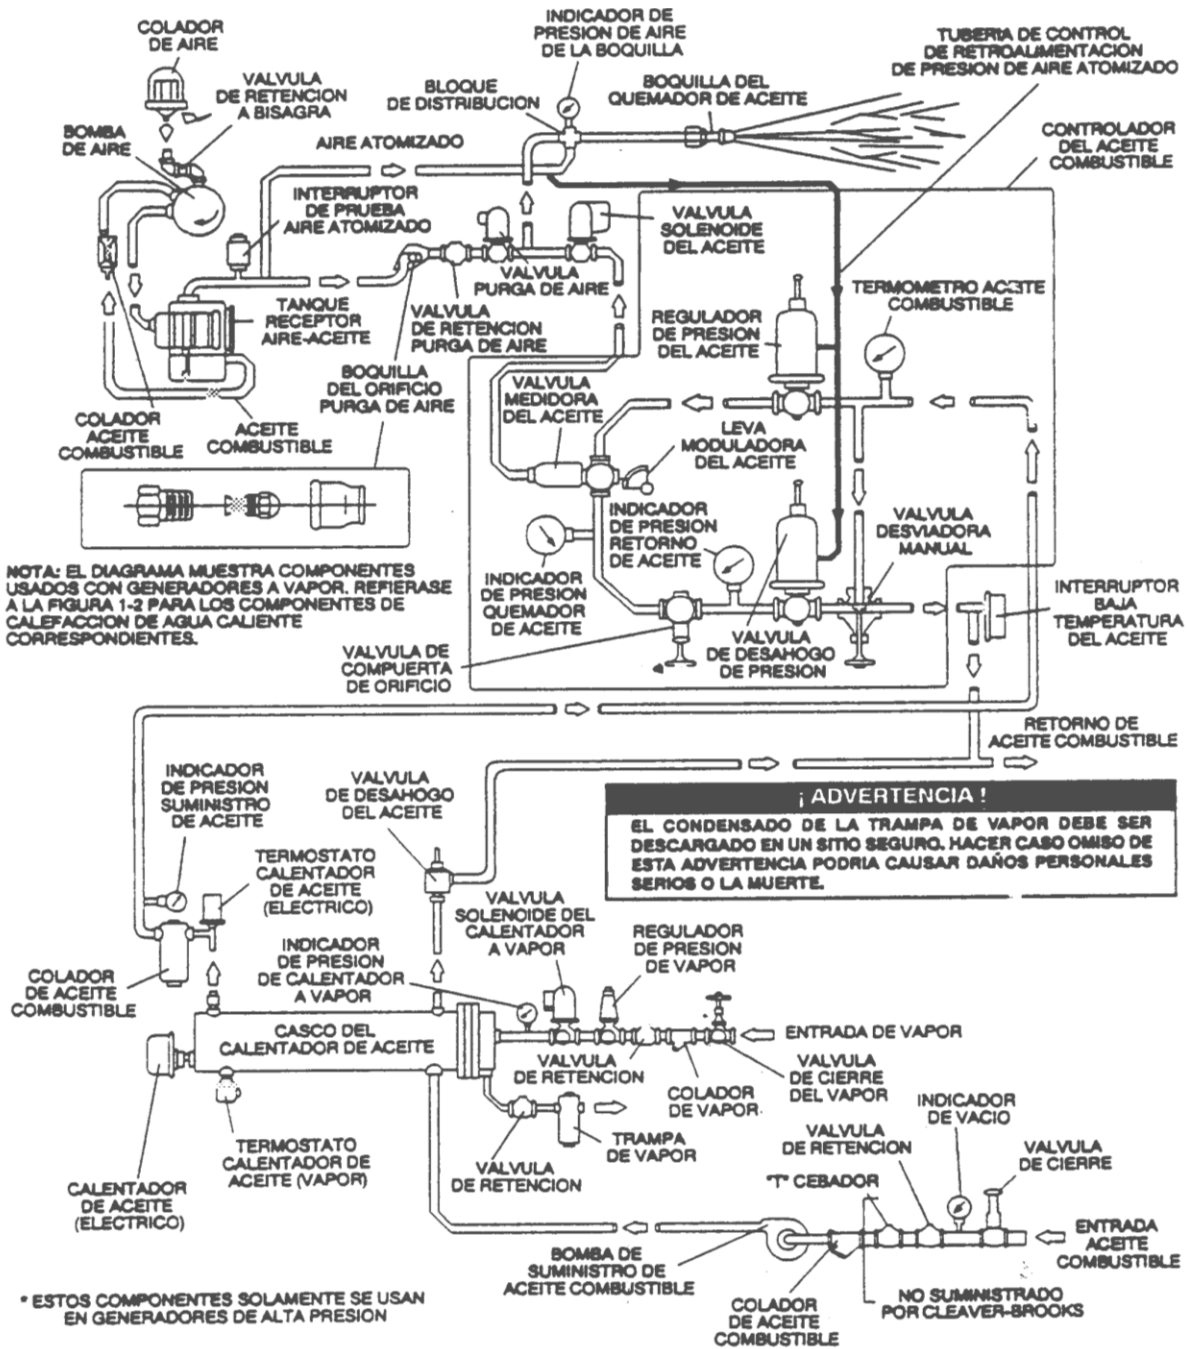 COLADOR
DE AIRE
VALVULA
DE RETENCION
A BISAGRA
BOMBA
DE AIRE
INDICADOR DE
PRESION DE AIRE
DE LA BOQUILLA
BLOQUE
DE DISTRIBUCION
BOQUILLA DEL
QUEMADOR DE ACEITE
TUBERIA DE CONTROL
DE RETROALIMENTACION
DE PRESION DE AIRE ATOMIZADO
CONTROLADOR
DEL ACEITE
COMBUSTIBLE
AIRE ATOMIZADO
INTERRUPTOR
DE PRUEBA
AIRE ATOMIZADO
VALVULA
SOLENOIDE
DEL ACEITE
VALVULA
PURGA DE AIRE
TERMOMETRO ACEITE
COMBUSTIBLE
TANQUE
RECEPTOR
AIRE-ACEITE
VALVULA
DE RETENCION
PURGA DE AIRE
REGULADOR
DE PRESION
DEL ACEITE
BOQUILLA
DEL ORIFICIO
PURGA DE AIRE
VALVULA
MEDIDORA
DEL ACEITE
COLADOR
ACEITE
COMBUSTIBLE
ACEITE
COMBUSTIBLE
LEVA
MODULADORA
DEL ACEITE
INDICADOR
DE PRESION
RETORNO
DE ACEITE
VALVULA
DESVIADORA
MANUAL
NOTA: EL DIAGRAMA MUESTRA COMPONENTES
USADOS CON GENERADORES A VAPOR. REFIERASE
A LA FIGURA 1-2 PARA LOS COMPONENTES DE
CALEFACCION DE AGUA CALIENTE
CORRESPONDIENTES.
INDICADOR
DE PRESION
QUEMADOR
DE ACEITE
INTERRUPTOR
BAJA
TEMPERATURA
DEL ACEITE
VALVULA DE
COMPUERTA
DE ORIFICIO
VALVULA
DE DESAHOGO
DE PRESION
RETORNO DE
ACEITE COMBUSTIBLE
INDICADOR
DE PRESION
SUMINISTRO
DE ACEITE
VALVULA
DE DESAHOGO
DEL ACEITE
¡ ADVERTENCIA !
EL CONDENSADO DE LA TRAMPA DE VAPOR DEBE SER
DESCARGADO EN UN SITIO SEGURO. HACER CASO OMISO DE
ESTA ADVERTENCIA PODRIA CAUSAR DAÑOS PERSONALES
SERIOS O LA MUERTE.
TERMOSTATO
CALENTADOR
DE ACEITE
(ELECTRICO)
VALVULA
SOLENOIDE DEL
CALENTADOR
A VAPOR
REGULADOR
DE PRESION
DE VAPOR
INDICADOR
DE PRESION
DE CALENTADOR
A VAPOR
COLADOR
DE ACEITE
COMBUSTIBLE
CASCO DEL
CALENTADOR DE ACEITE
ENTRADA DE VAPOR
VALVULA
DE RETENCION
COLADOR
DE VAPOR
VALVULA
DE CIERRE
DEL VAPOR
INDICADOR
DE VACIO
VALVULA
DE RETENCION
VALVULA
DE CIERRE
TERMOSTATO
CALENTADOR DE
ACEITE (VAPOR)
TRAMPA
DE VAPOR
VALVULA
DE RETENCION
"T" CEBADOR
CALENTADOR
DE ACEITE
(ELECTRICO)
ENTRADA
ACEITE
COMBUSTIBLE
BOMBA DE
SUMINISTRO DE
ACEITE COMBUSTIBLE
NO SUMINISTRADO
POR CLEAVER-BROOKS
COLADOR
DE ACEITE
COMBUSTIBLE
* ESTOS COMPONENTES SOLAMENTE SE USAN
EN GENERADORES DE ALTA PRESION